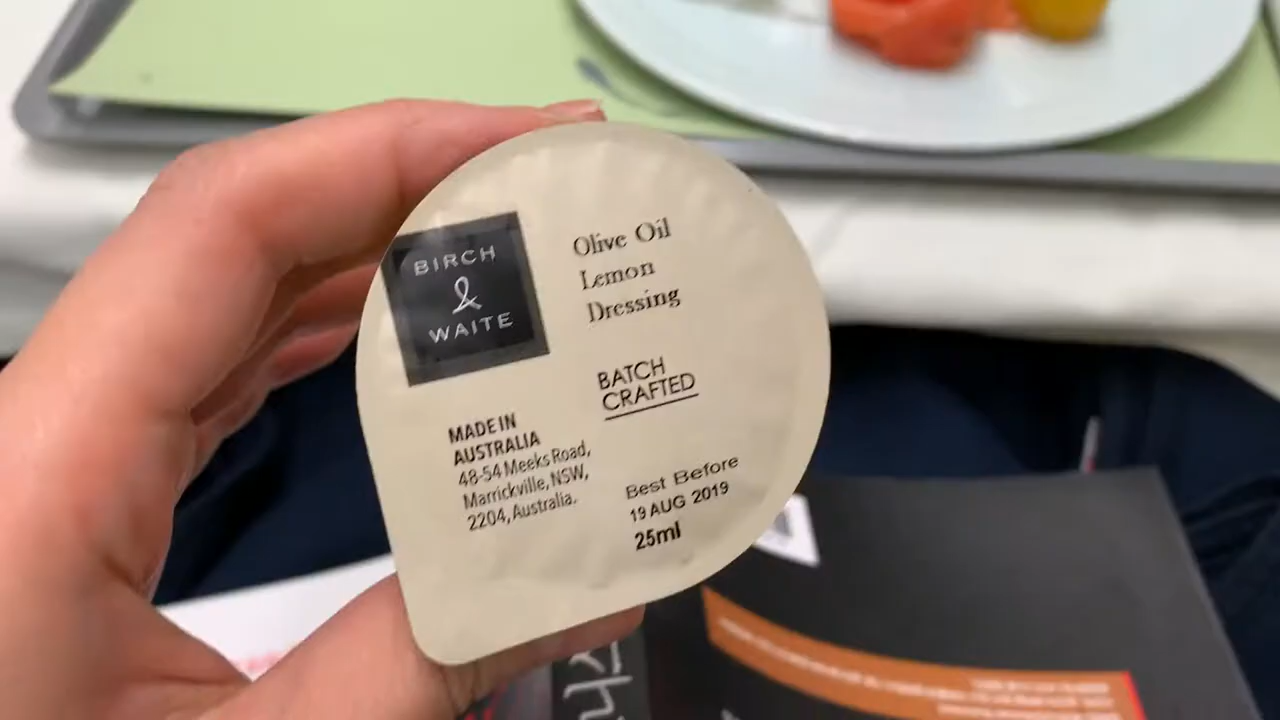 BIRCH
&
WAITE
Olive Oil
Lemon
Dressing
BATCH
CRAFTED
MADE IN
AUSTRALIA
48-54 Meeks Road,
Marrickville, NSW,
2204, Australia.
Best Before
19 AUG 2019
25ml